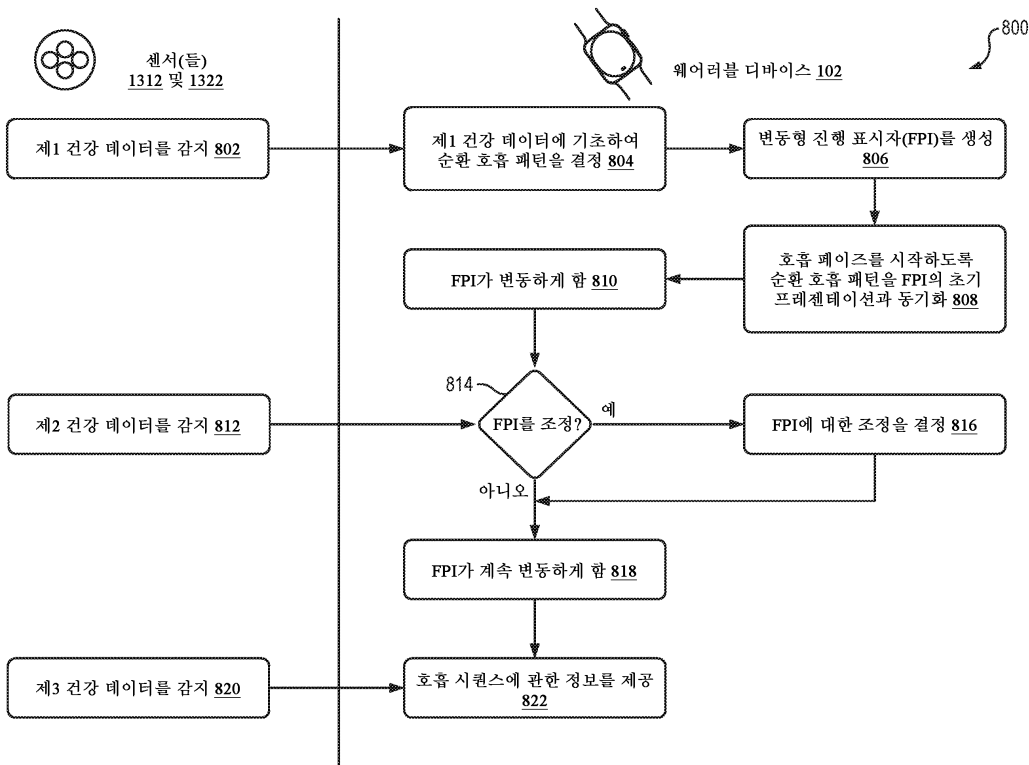 800
센서(들)
1312 및 1322
웨어러블 디바이스 102
제1 건강 데이터를 감지 802
제1 건강 데이터에 기초하여
순환 호흡 패턴을 결정 804
변동형 진행 표시자(FPI)를 생성
806
호흡 페이즈를 시작하도록
순환 호흡 패턴을 FPI의 초기
프레젠테이션과 동기화 808
FPI가 변동하게 함 810
814
제2 건강 데이터를 감지 812
FPI를 조정?
예
FPI에 대한 조정을 결정 816
아니오
FPI가 계속 변동하게 함 818
제3 건강 데이터를 감지 820
호흡 시퀀스에 관한 정보를 제공
822